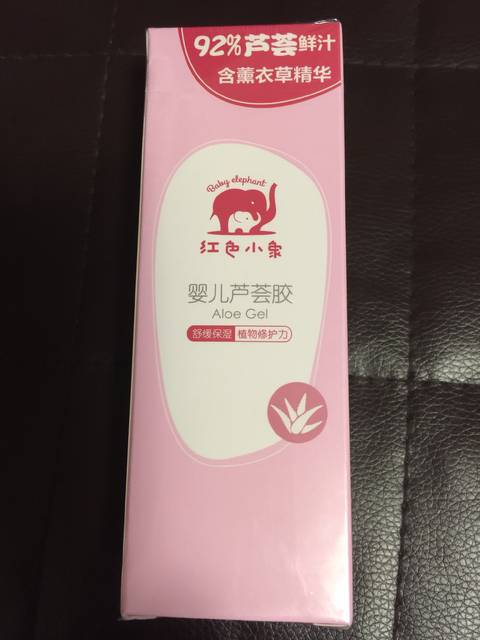 92%芦荟鲜汁
含薰衣草精华
Baby elephant
红色小象
婴儿芦荟胶
Aloe Gel
舒缓保湿 植物修护力